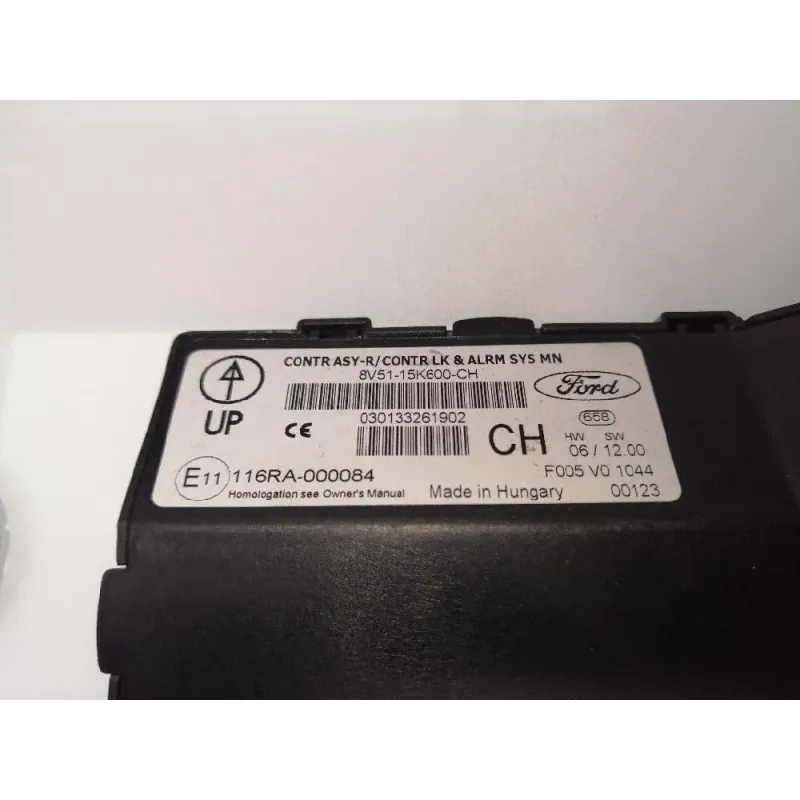 CONTR ASY-R/CONTR LK & ALRM SYS MN
8V51-15K600-CH
Ford
UP
CE
030133261902
CH
658
HW SW
06 / 12.00
E11 116RA-000084
F005 V0 1044
Homologation see Owner's Manual
Made in Hungary
00123